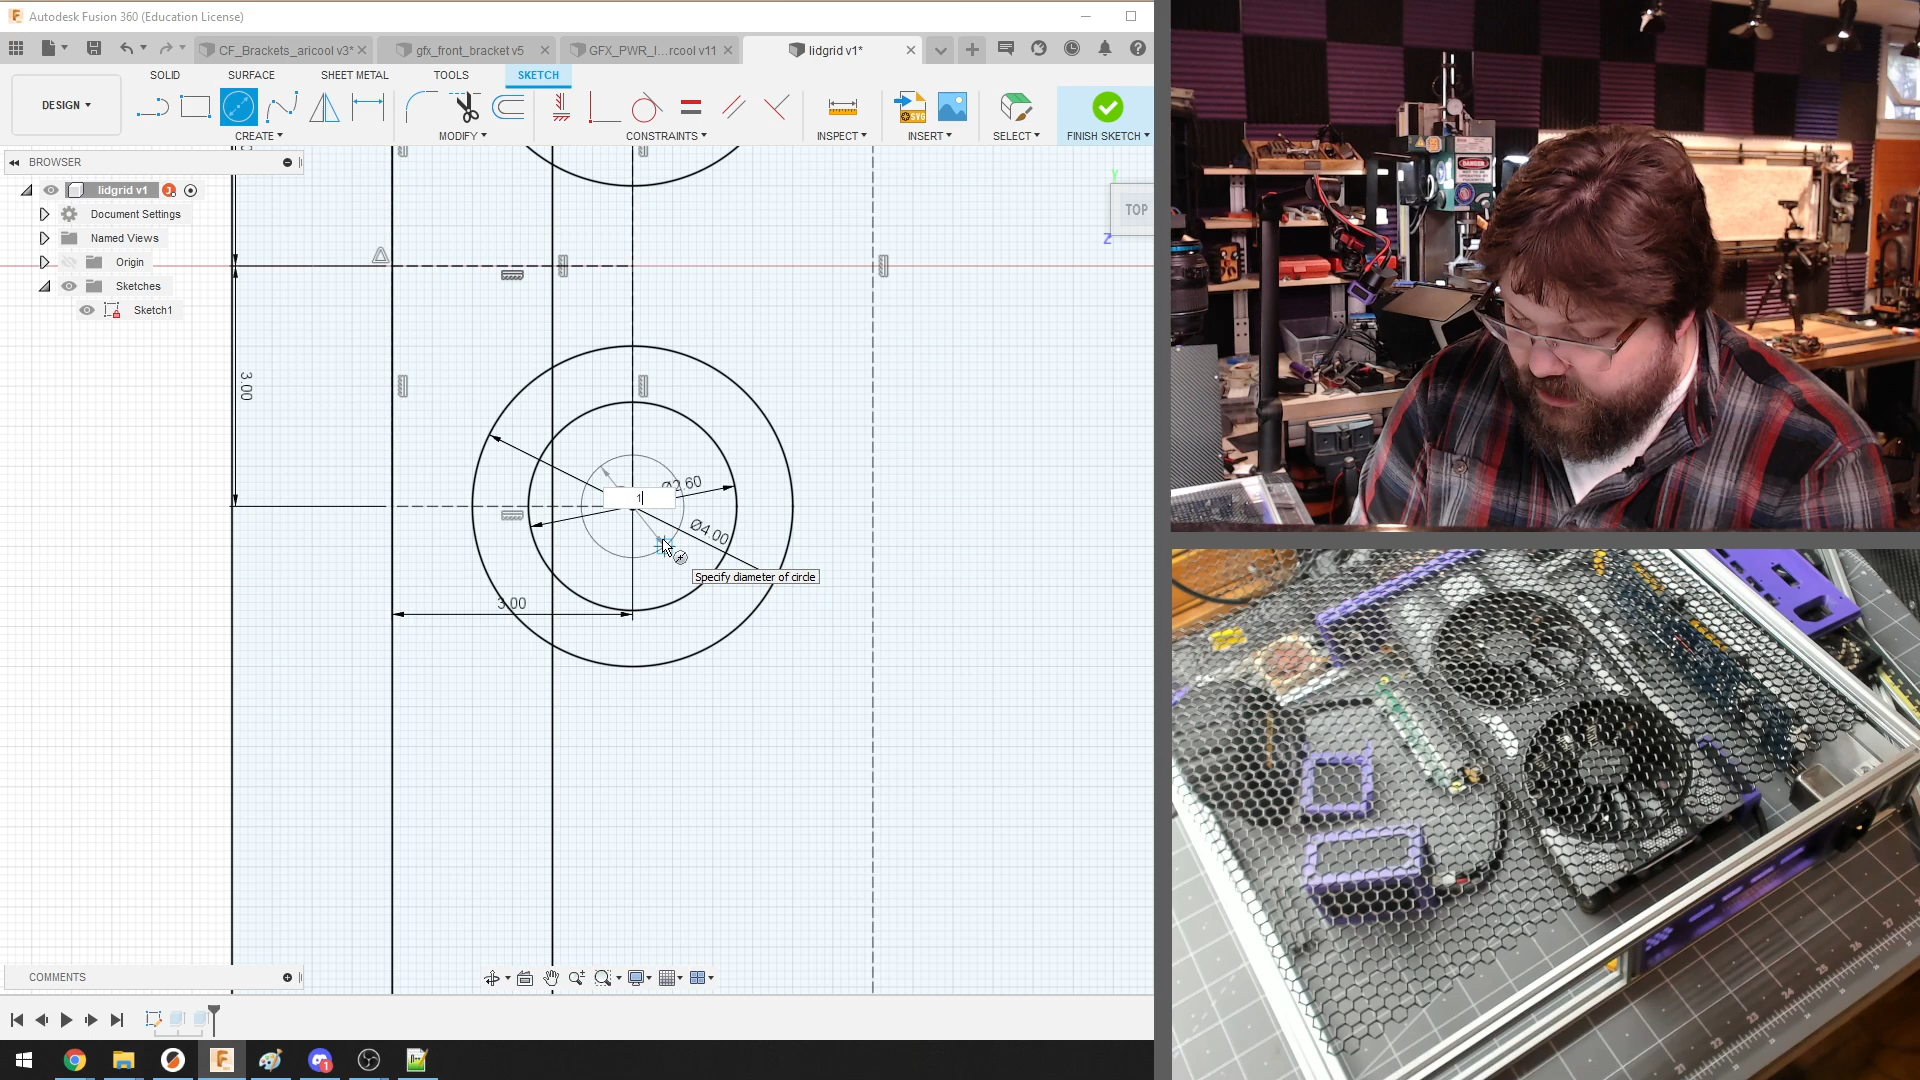 Autodesk Fusion 360 (Education License)
CF_Brackets_aricool v3*
gfx_front_bracket v5
GFX_PWR_I...rcool v11
lidgrid v1*
SOLID
SURFACE
SHEET METAL
TOOLS
SKETCH
DESIGN
CREATE
MODIFY
CONSTRAINTS
INSPECT
INSERT
SELECT
FINISH SKETCH
BROWSER
lidgrid v1
Document Settings
Named Views
Origin
Sketches
Sketch1
TOP
Y
Z
3.00
1
Ø2.60
Ø4.00
Specify diameter of circle
3.00
COMMENTS
DANGER